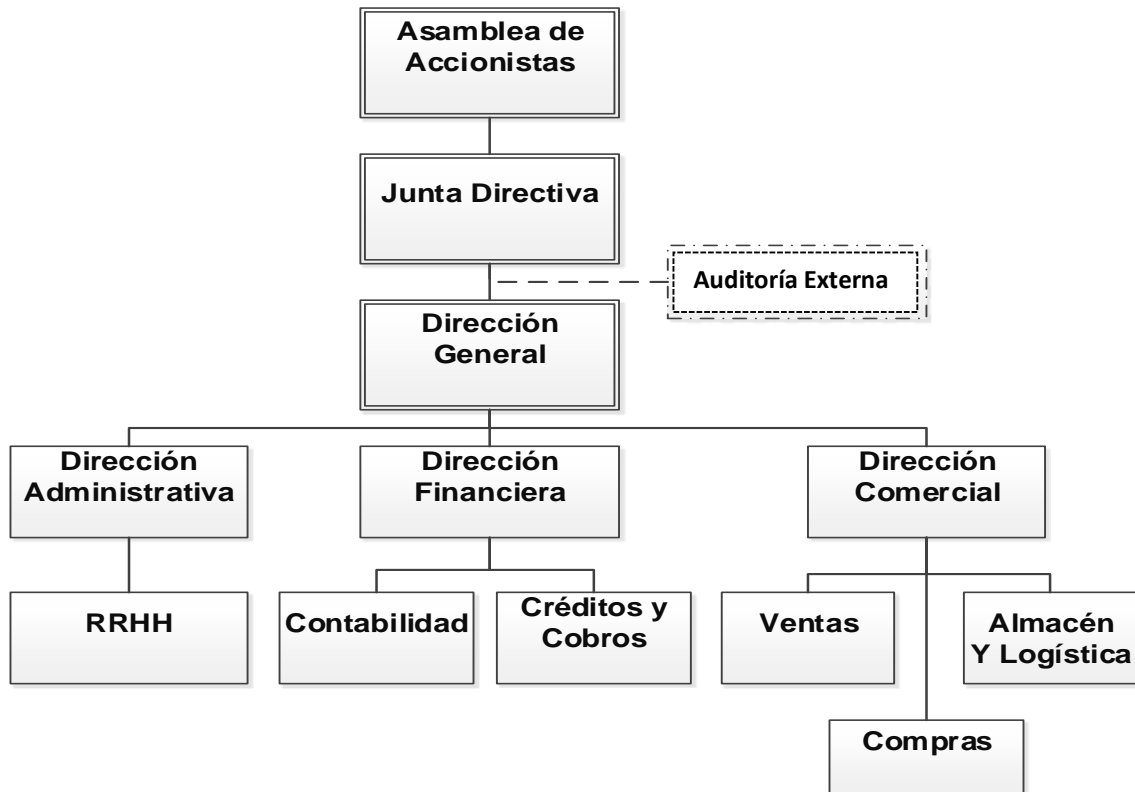 Asamblea de
Accionistas
Junta Directiva
Auditoría Externa
Dirección
General
Dirección
Administrativa
Dirección
Financiera
Dirección
Comercial
RRHH
Contabilidad
Créditos y
Cobros
Ventas
Almacén
Y Logística
Compras